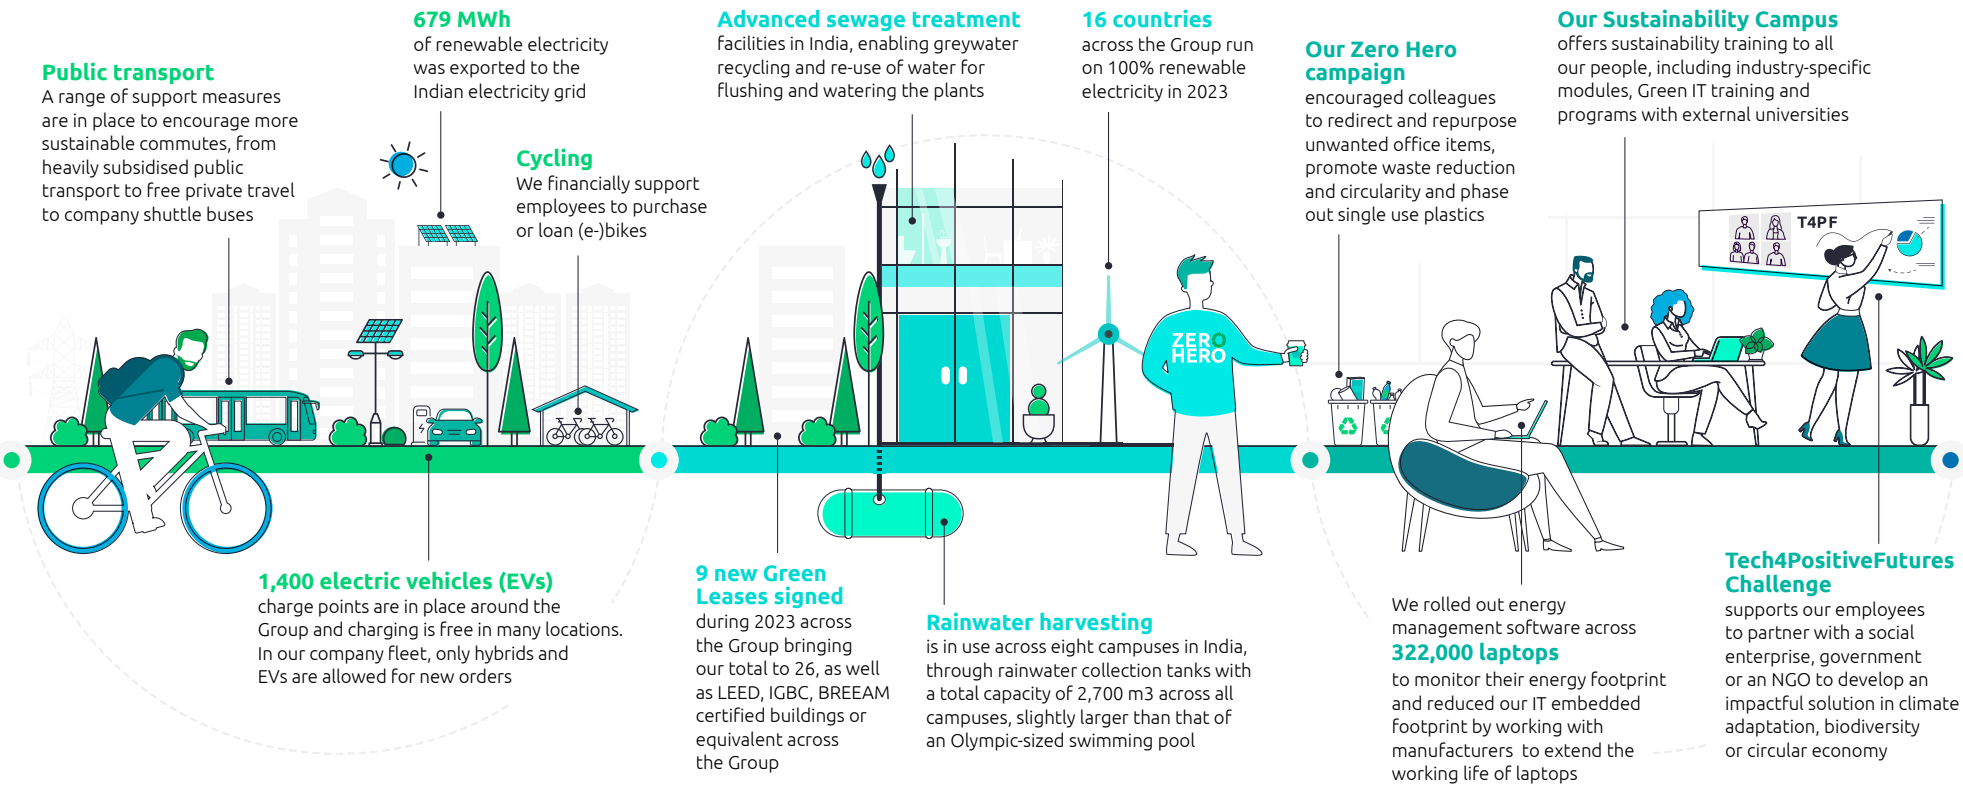 Public transport
A range of support measures
are in place to encourage more
sustainable commutes, from
heavily subsidised public
transport to free private travel
to company shuttle buses
679 MWh
of renewable electricity
was exported to the
Indian electricity grid
Cycling
We financially support
employees to purchase
or loan (e-)bikes
1,400 electric vehicles (EVs)
charge points are in place around the
Group and charging is free in many locations.
In our company fleet, only hybrids and
EVs are allowed for new orders
Advanced sewage treatment
facilities in India, enabling greywater
recycling and re-use of water for
flushing and watering the plants
16 countries
across the Group run
on 100% renewable
electricity in 2023
ZERO
HERO
9 new Green
Leases signed
during 2023 across
the Group bringing
our total to 26, as well
as LEED, IGBC, BREEAM
certified buildings or
equivalent across
the Group
Rainwater harvesting
is in use across eight campuses in India,
through rainwater collection tanks with
a total capacity of 2,700 m3 across all
campuses, slightly larger than that of
an Olympic-sized swimming pool
Our Zero Hero
campaign
encouraged colleagues
to redirect and repurpose
unwanted office items,
promote waste reduction
and circularity and phase
out single use plastics
Our Sustainability Campus
offers sustainability training to all
our people, including industry-specific
modules, Green IT training and
programs with external universities
T4PF
We rolled out energy
management software across
322,000 laptops
to monitor their energy footprint
and reduced our IT embedded
footprint by working with
manufacturers to extend the
working life of laptops
Tech4PositiveFutures
Challenge
supports our employees
to partner with a social
enterprise, government
or an NGO to develop an
impactful solution in climate
adaptation, biodiversity
or circular economy